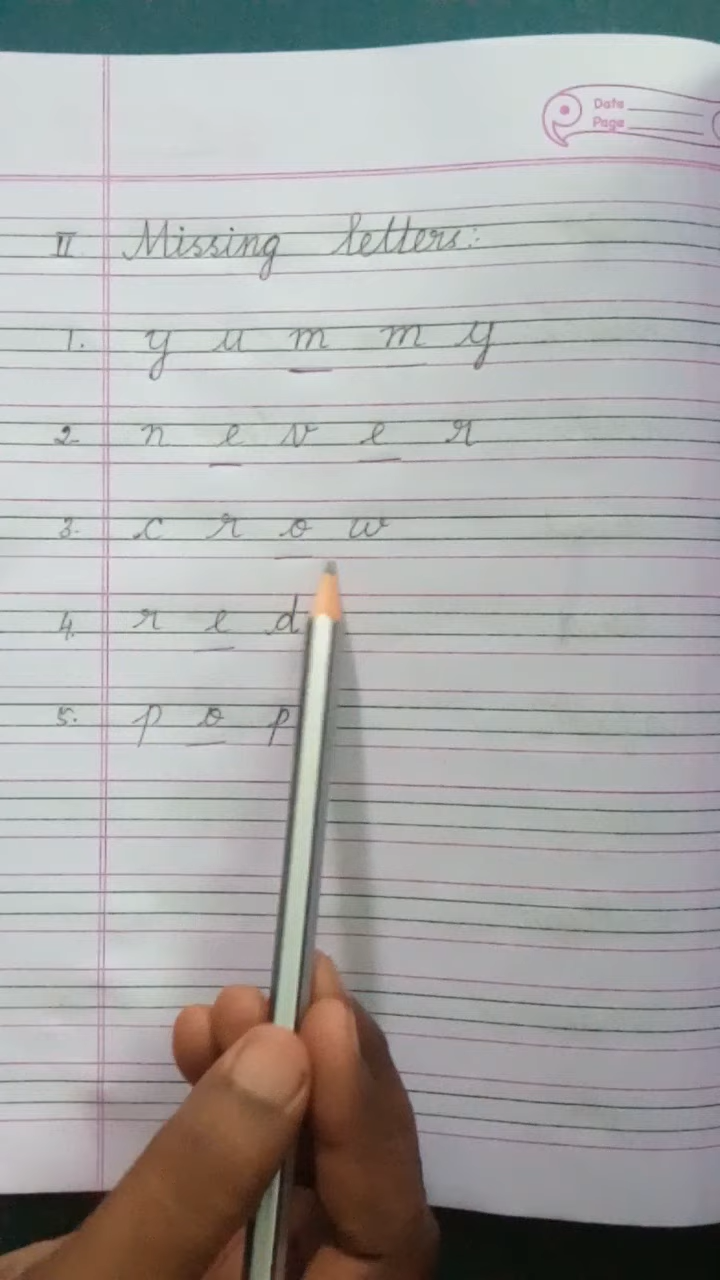 Date
Page
II Missing letters:-
1. y u m m y
2. n e v e r
3. c r o w
4. r e d
5. p o p